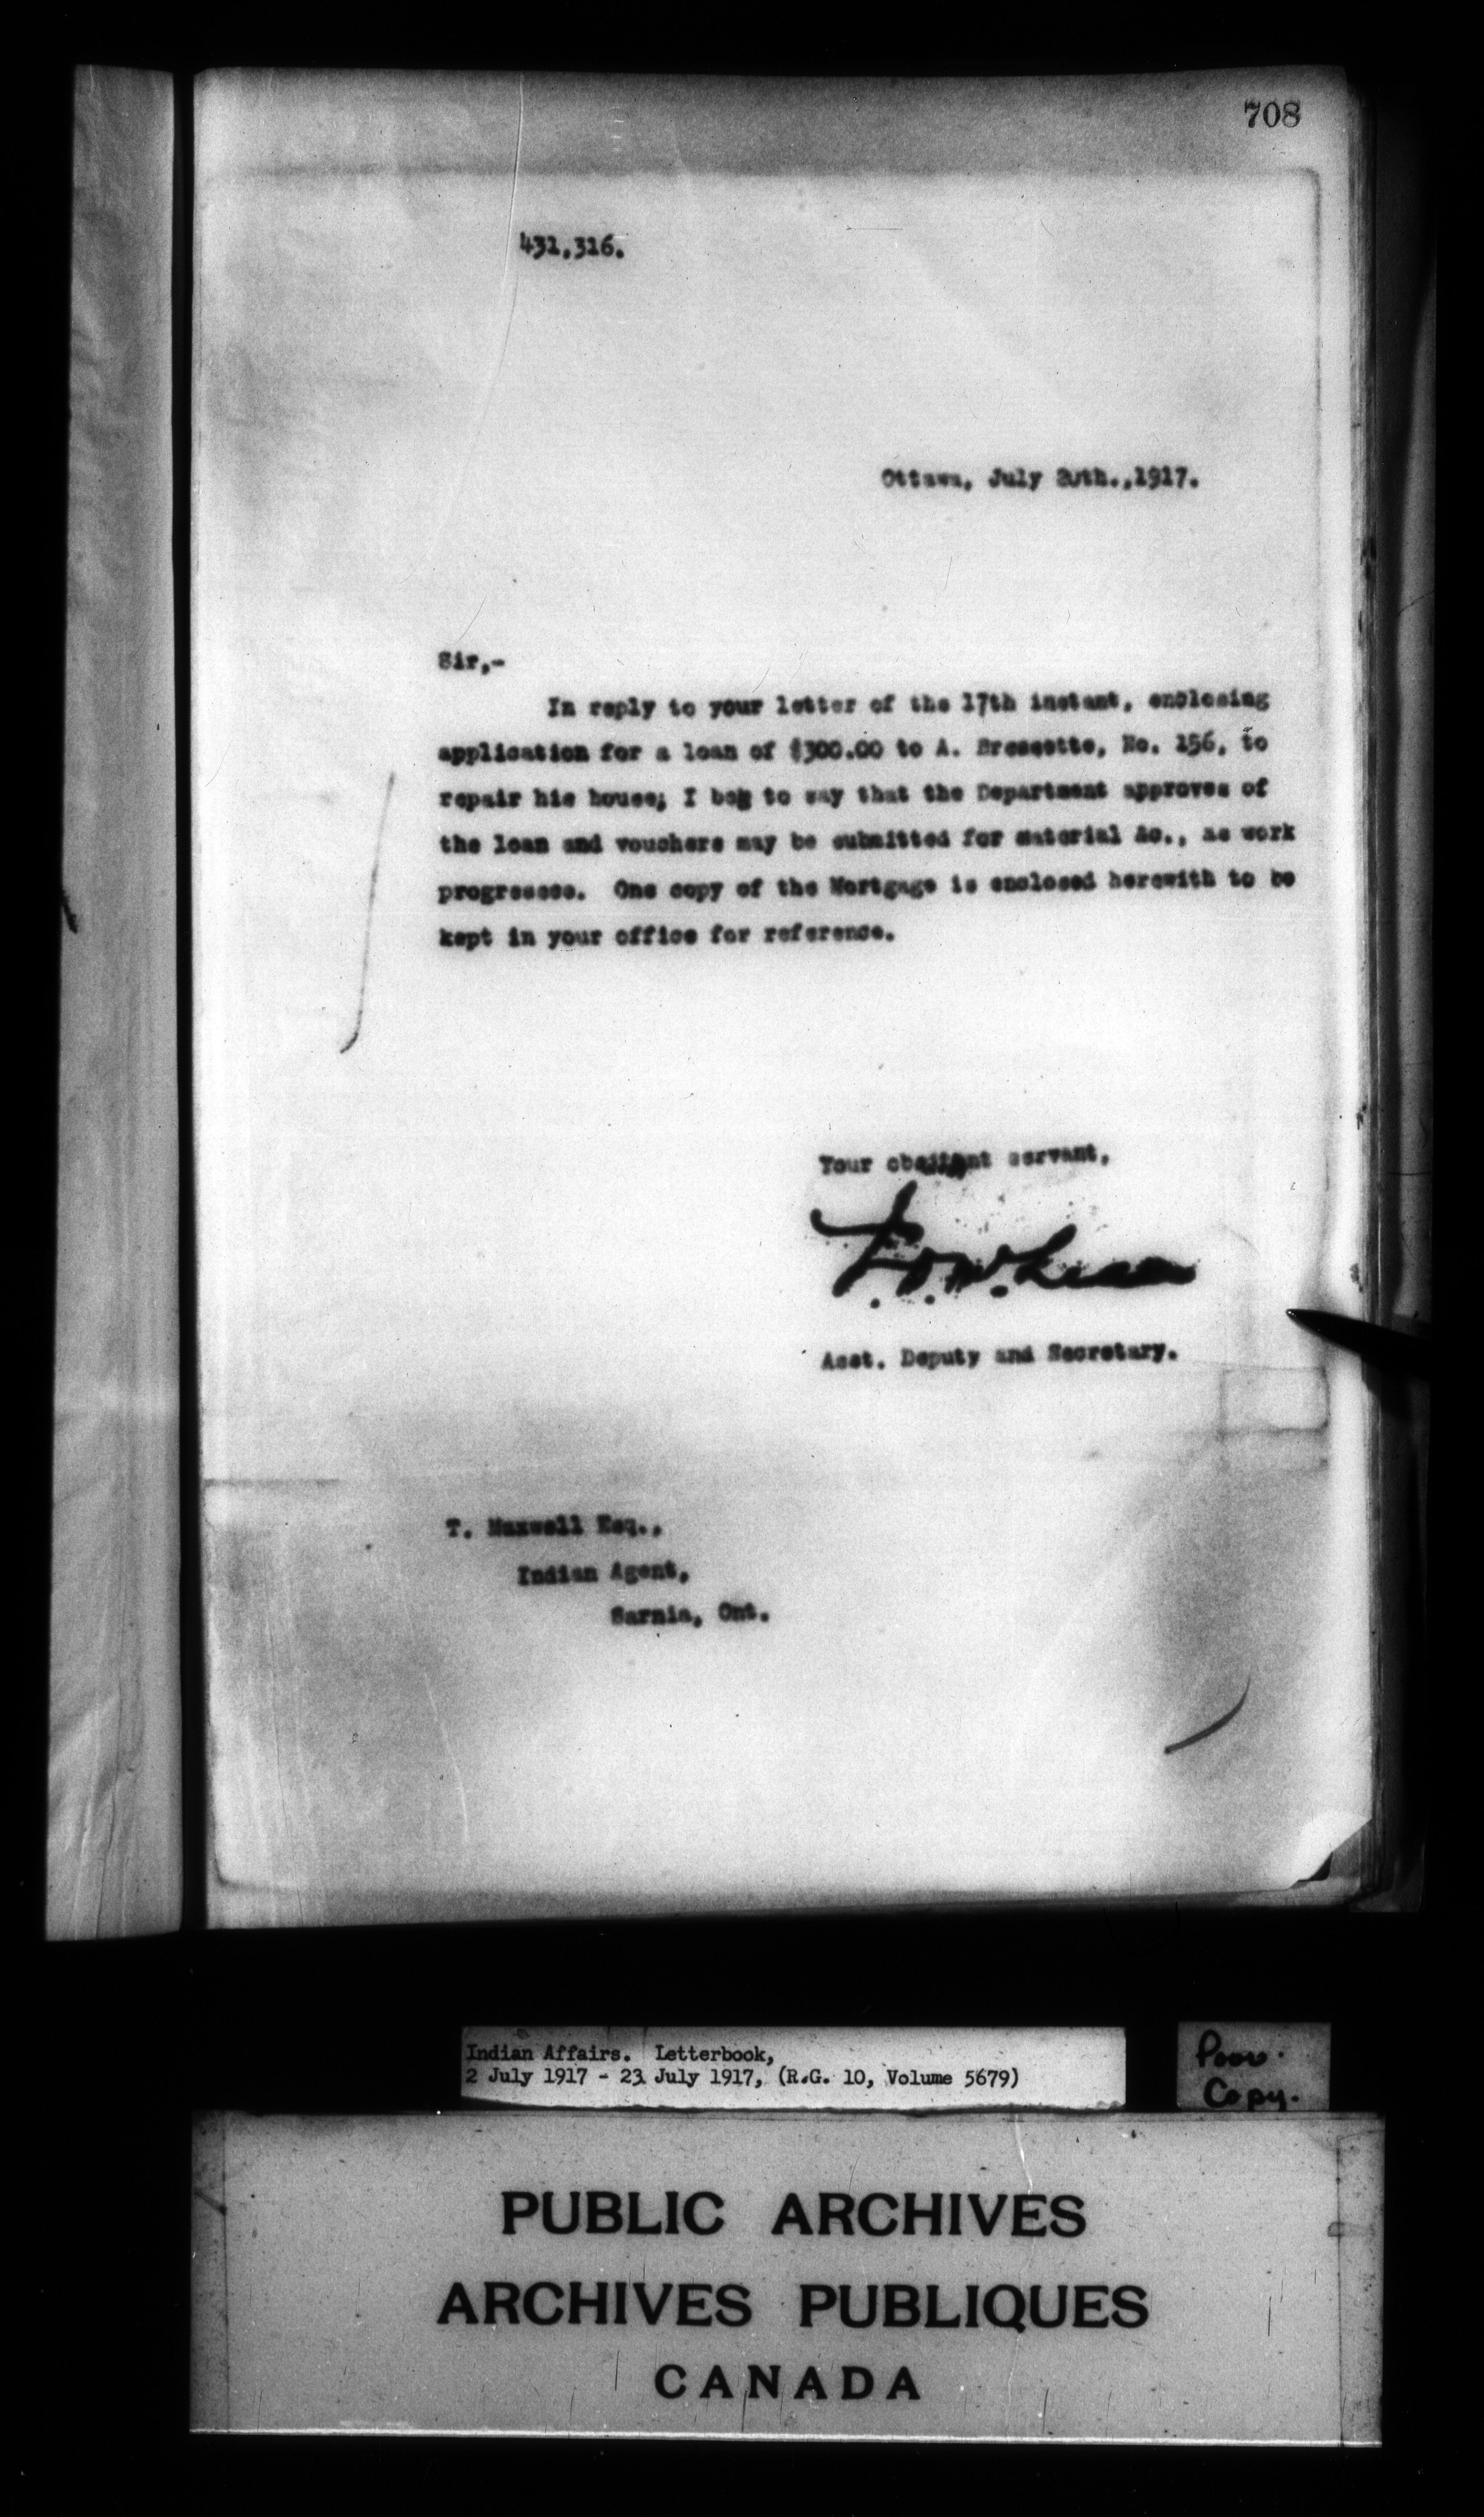 708
431,316.
Ottawa, July 20th.,1917.
Sir,-
In reply to your letter of the 17th instant, enclosing
application for a loan of $300.00 to A. Bressette, No. 156, to
repair his house; I beg to say that the Department approves of
the loan and vouchers may be submitted for material &c., as work
progresses. One copy of the Mortgage is enclosed herewith to be
kept in your office for reference.
Your obedient servant,
Asst. Deputy and Secretary.
T. Maxwell Esq.,
Indian Agent,
Sarnia, Ont.
Indian Affairs. Letterbook,
2 July 1917 - 23 July 1917, (R.G. 10, Volume 5679)
Poor
Copy.
PUBLIC ARCHIVES
ARCHIVES PUBLIQUES
CANADA